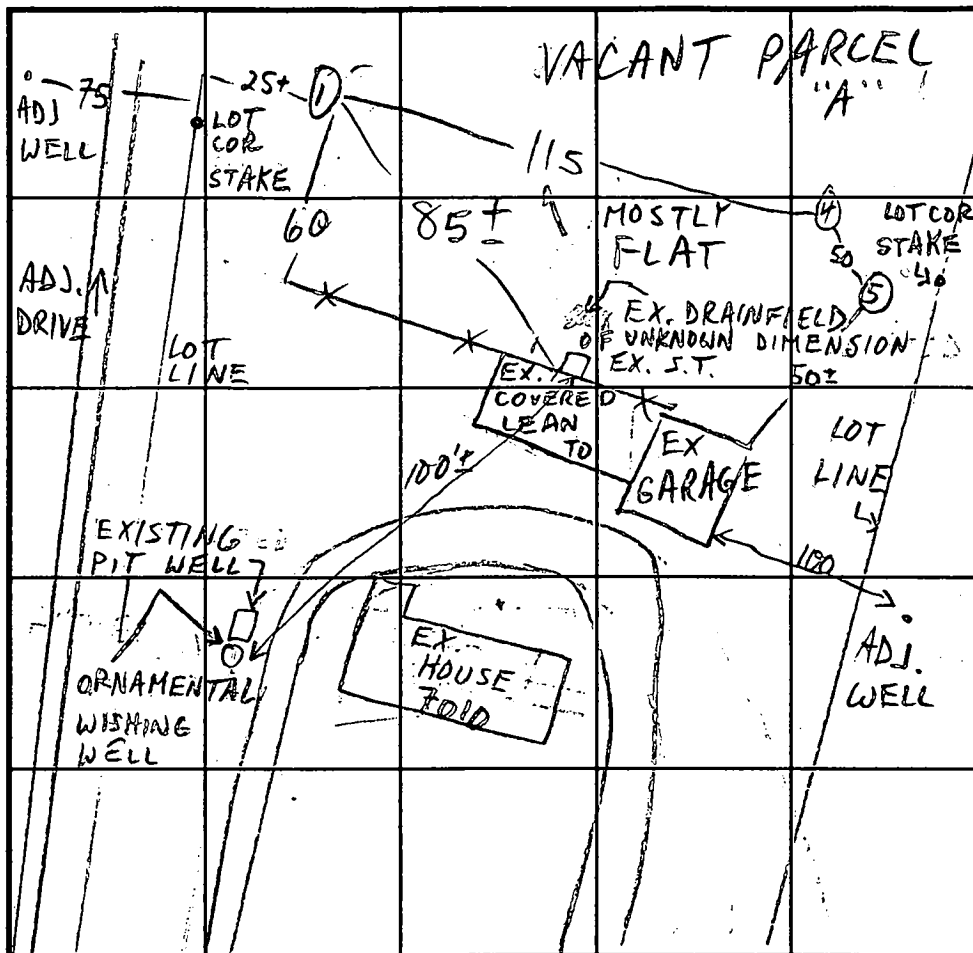 VACANT PARCEL
"A"
75
25+
1
ADJ
WELL
LOT
COR
STAKE
115
60
85±
MOSTLY
FLAT
4
50
5
LOT COR
STAKE
ADJ.
DRIVE
LOT
LINE
EX. DRAINFIELD
OF UNKNOWN DIMENSION
EX. S.T.
50±
EX.
COVERED
LEAN
TO
EX
GARAGE
LOT
LINE
100'±
100
EXISTING
PIT WELL
ORNAMENTAL
WISHING
WELL
EX
HOUSE
7010
ADJ.
WELL